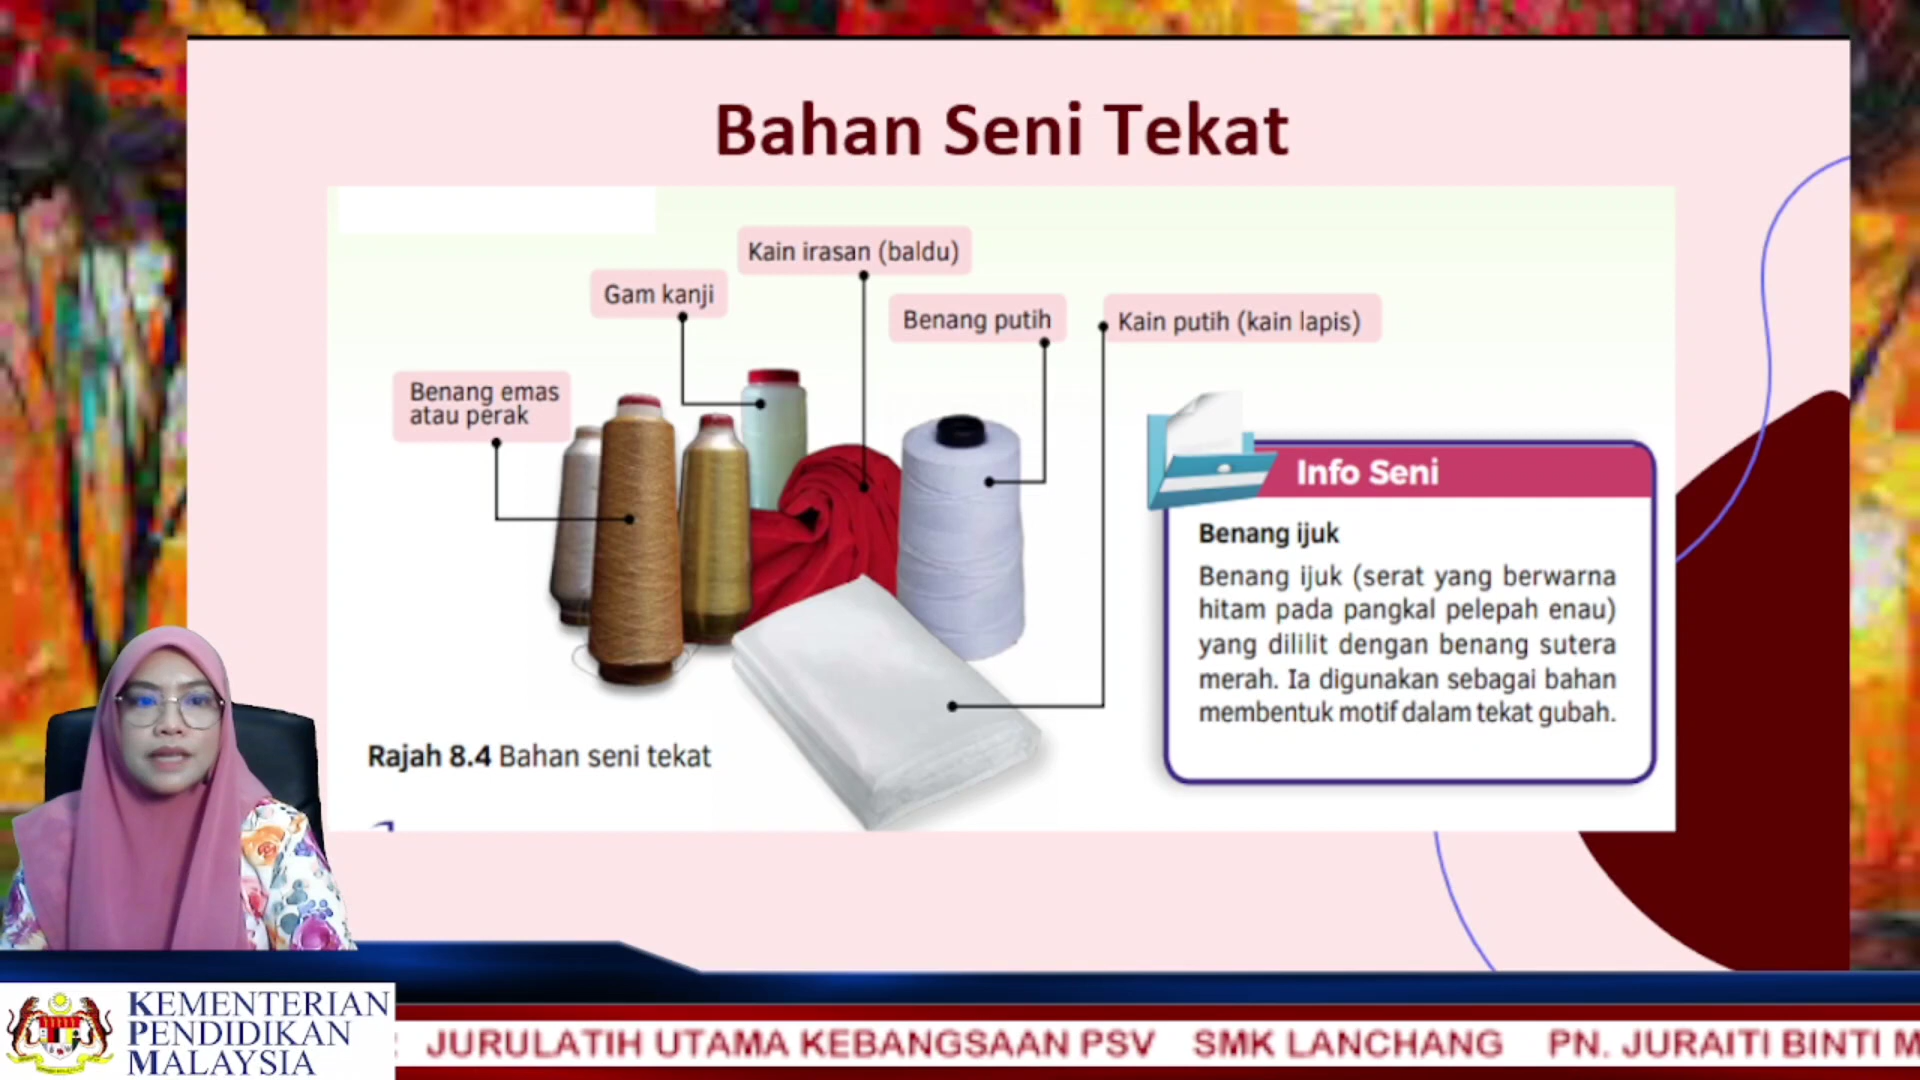 Bahan Seni Tekat
Kain irasan (baldu)
Gam kanji
Benang putih
Kain putih (kain lapis)
Benang emas
atau perak
Info Seni
Benang ijuk
Benang ijuk (serat yang berwarna
hitam pada pangkal pelepah enau)
yang dililit dengan benang sutera
merah. Ia digunakan sebagai bahan
membentuk motif dalam tekat gubah.
Rajah 8.4 Bahan seni tekat
KEMENTERIAN
PENDIDIKAN
MALAYSIA
JURULATIH UTAMA KEBANGSAAN PSV SMK LANCHANG PN. JURAITI BINTI M